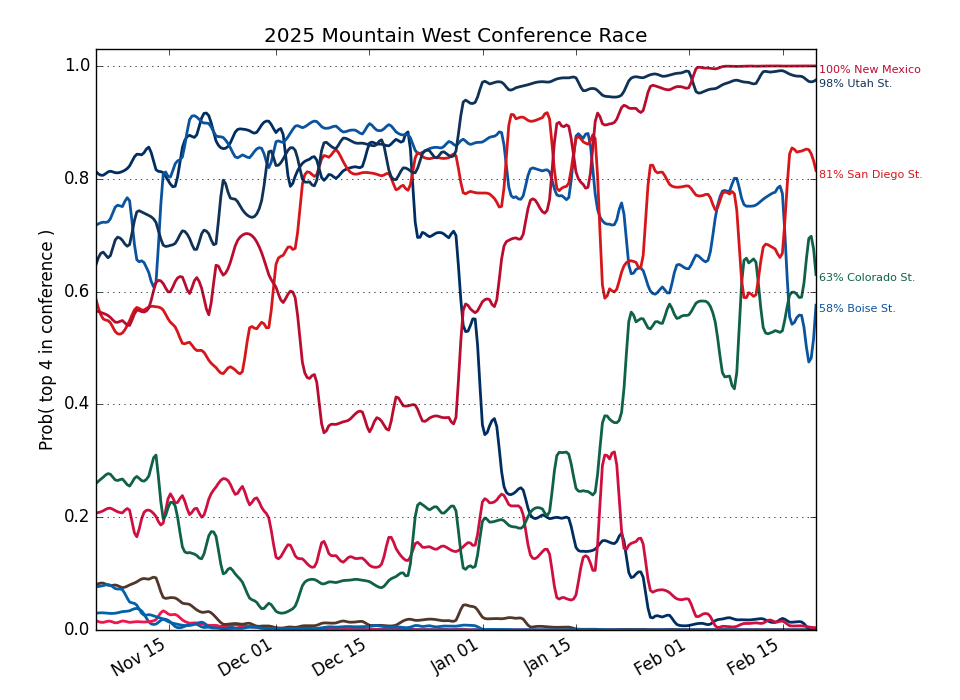 2025 Mountain West Conference Race
Prob( top 4 in conference )
1.0
0.8
0.6
0.4
0.2
0.0
100% New Mexico
98% Utah St.
81% San Diego St.
63% Colorado St.
58% Boise St.
Nov 15
Dec 01
Dec 15
Jan 01
Jan 15
Feb 01
Feb 15